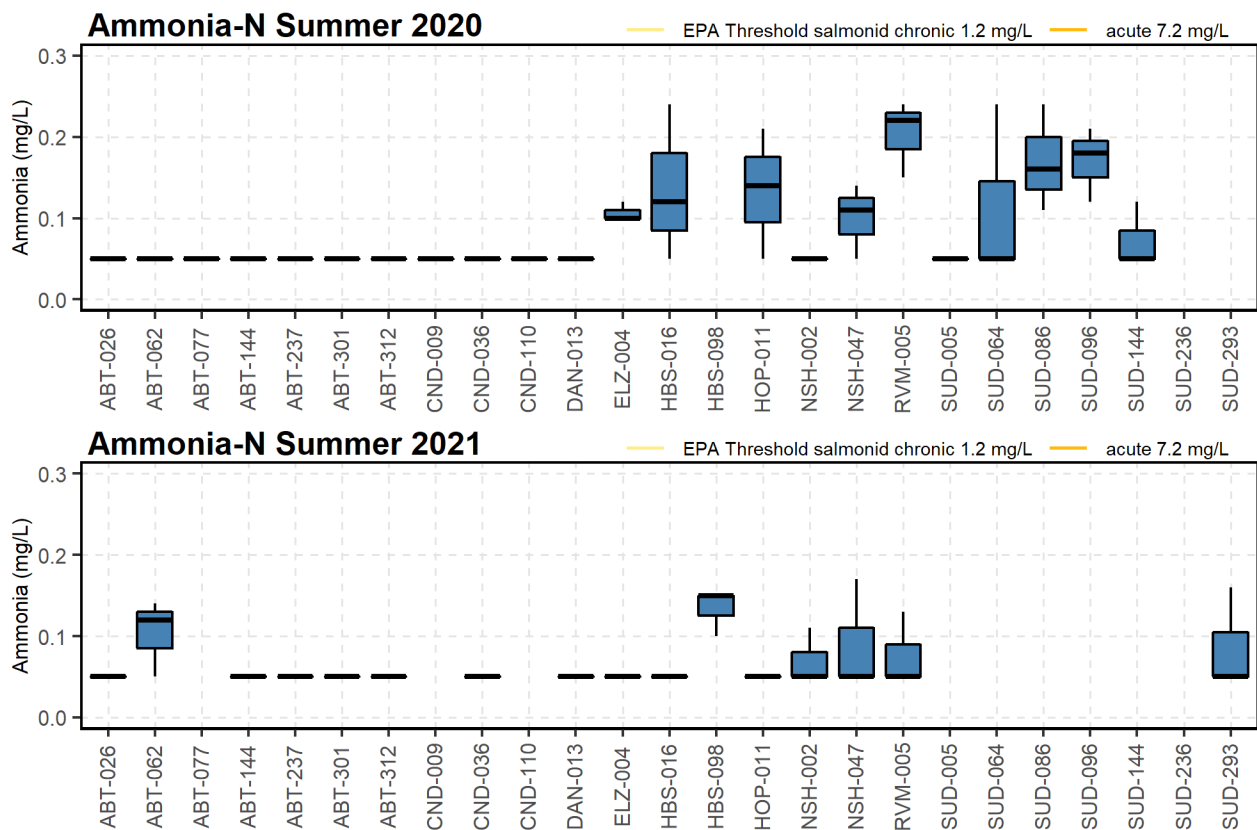 Ammonia-N Summer 2020
EPA Threshold salmonid chronic 1.2 mg/L acute 7.2 mg/L
Ammonia (mg/L)
0.3
0.2
0.1
0.0
ABT-026
ABT-062
ABT-077
ABT-144
ABT-237
ABT-301
ABT-312
CND-009
CND-036
CND-110
DAN-013
ELZ-004
HBS-016
HBS-098
HOP-011
NSH-002
NSH-047
RVM-005
SUD-005
SUD-064
SUD-086
SUD-096
SUD-144
SUD-236
SUD-293
Ammonia-N Summer 2021
EPA Threshold salmonid chronic 1.2 mg/L acute 7.2 mg/L
Ammonia (mg/L)
0.3
0.2
0.1
0.0
ABT-026
ABT-062
ABT-077
ABT-144
ABT-237
ABT-301
ABT-312
CND-009
CND-036
CND-110
DAN-013
ELZ-004
HBS-016
HBS-098
HOP-011
NSH-002
NSH-047
RVM-005
SUD-005
SUD-064
SUD-086
SUD-096
SUD-144
SUD-236
SUD-293